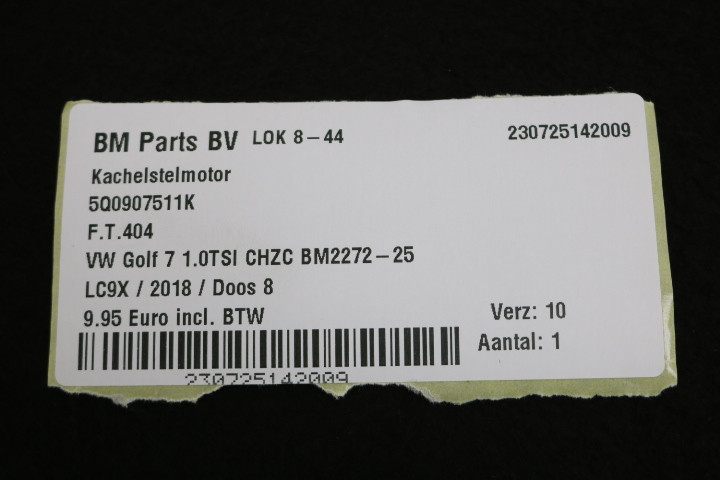 BM Parts BV LOK 8-44 230725142009
Kachelstelmotor
5Q0907511K
F.T.404
VW Golf 7 1.0TSI CHZC BM2272-25
LC9X / 2018 / Doos 8
9.95 Euro incl. BTW
Verz: 10
Aantal: 1
230725142009